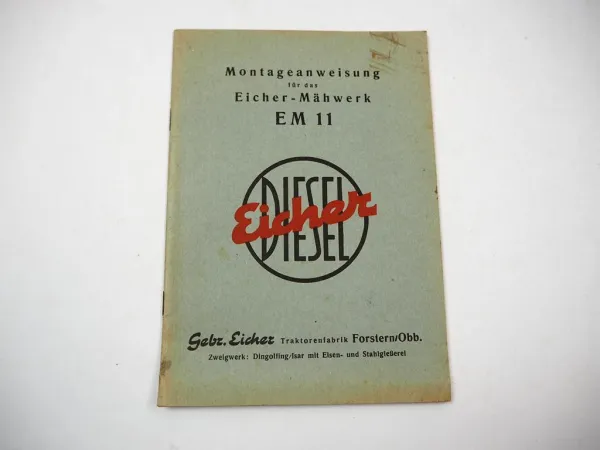 Montageanweisung
für das
Eicher-Mähwerk
EM 11
DIESEL
Eicher
DIESEL
Gebr. Eicher Traktorenfabrik Forstern/Obb.
Zweigwerk: Dingolfing/Isar mit Eisen- und Stahlgießerei